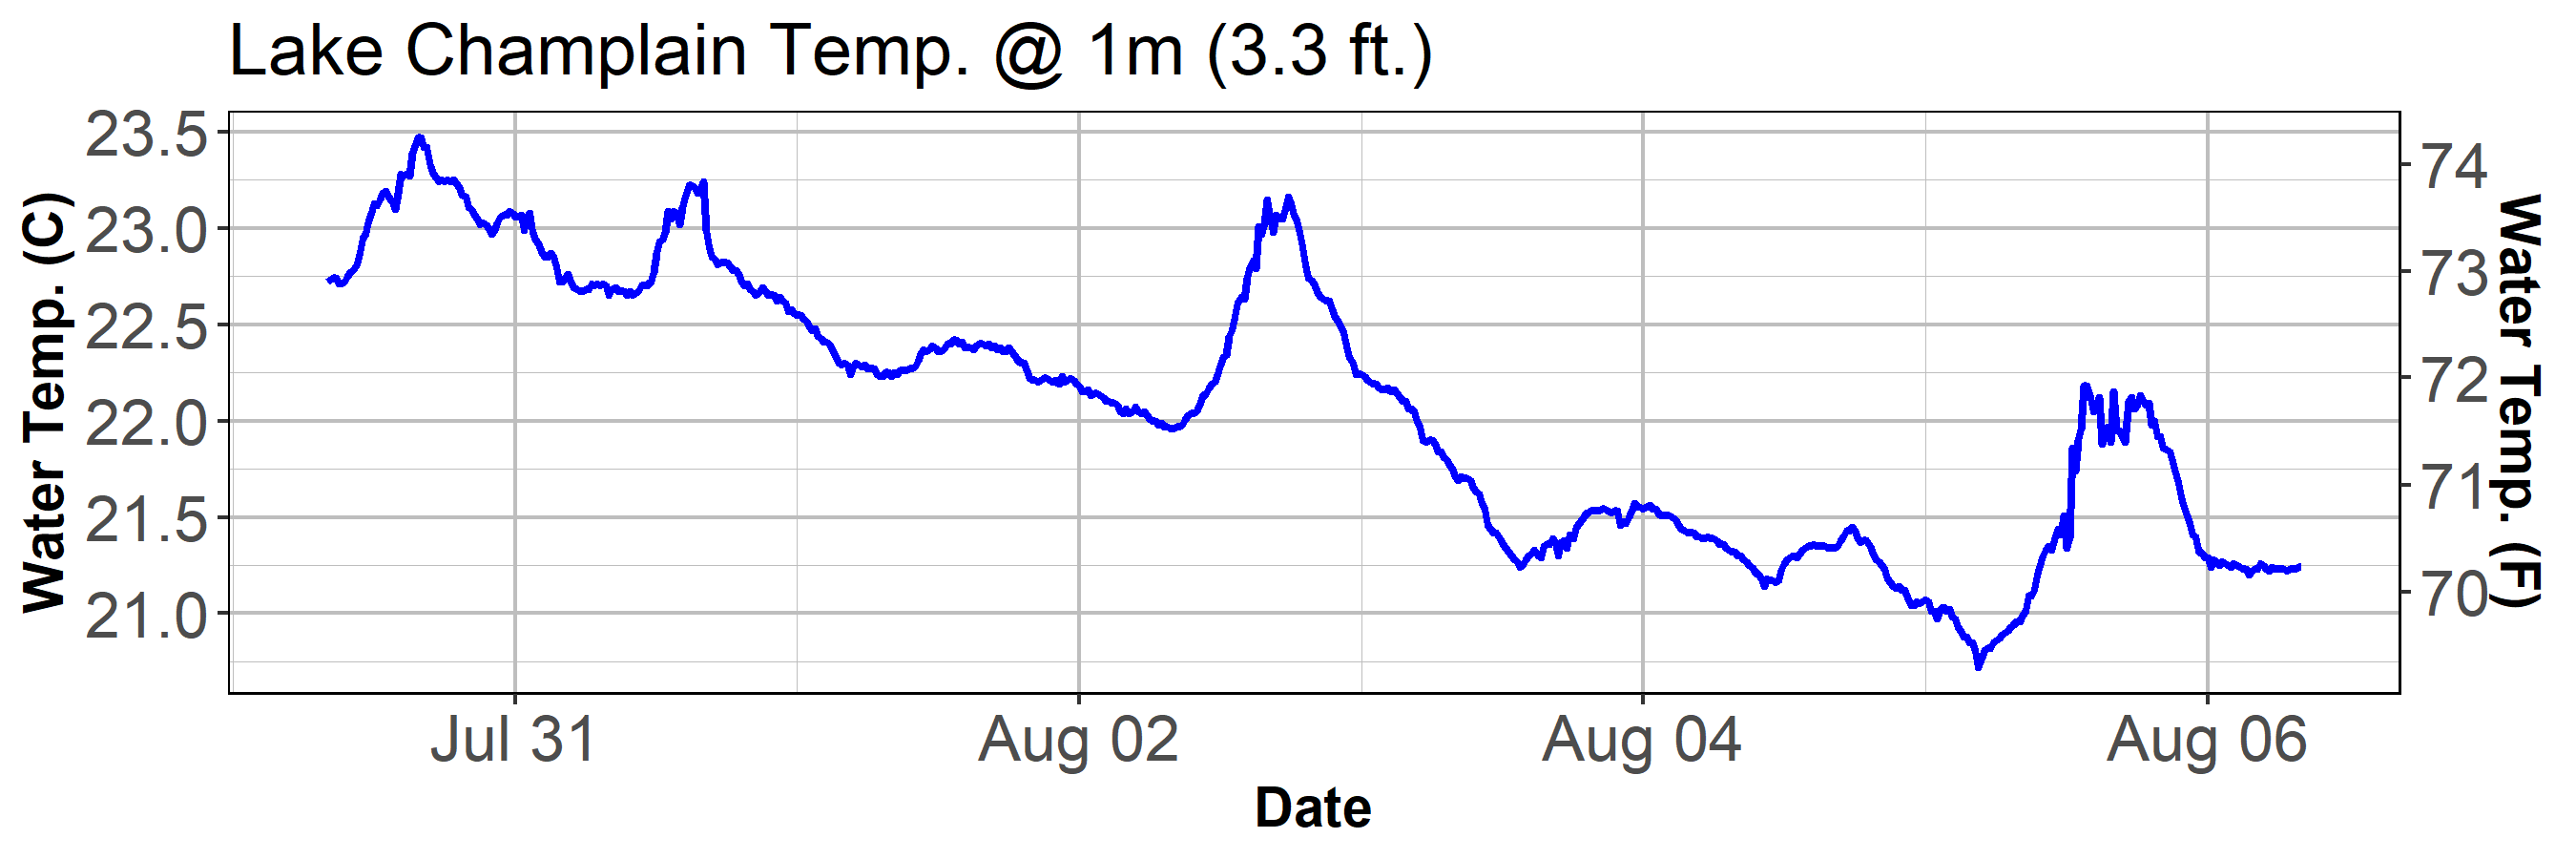 Lake Champlain Temp. @ 1m (3.3 ft.)
Water Temp. (C)
23.5
23.0
22.5
22.0
21.5
21.0
74
73
72
71
70
Water Temp. (F)
Jul 31 Aug 02 Aug 04 Aug 06
Date